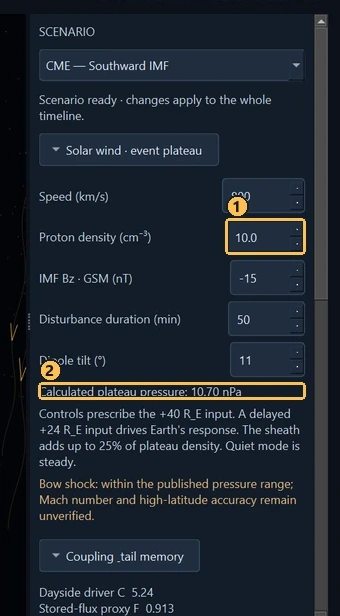 SCENARIO
CME — Southward IMF
Scenario ready · changes apply to the whole
timeline.
Solar wind · event plateau
Speed (km/s)
1
Proton density (cm⁻³) 10.0
IMF Bz · GSM (nT) -15
Disturbance duration (min) 50
Dipole tilt (°) 11
2
Calculated plateau pressure: 10.70 nPa
Controls prescribe the +40 R_E input. A delayed
+24 R_E input drives Earth's response. The sheath
adds up to 25% of plateau density. Quiet mode is
steady.
Bow shock: within the published pressure range;
Mach number and high-latitude accuracy remain
unverified.
Coupling _tail memory
Dayside driver C 5.24
Stored-flux proxy F 0.913